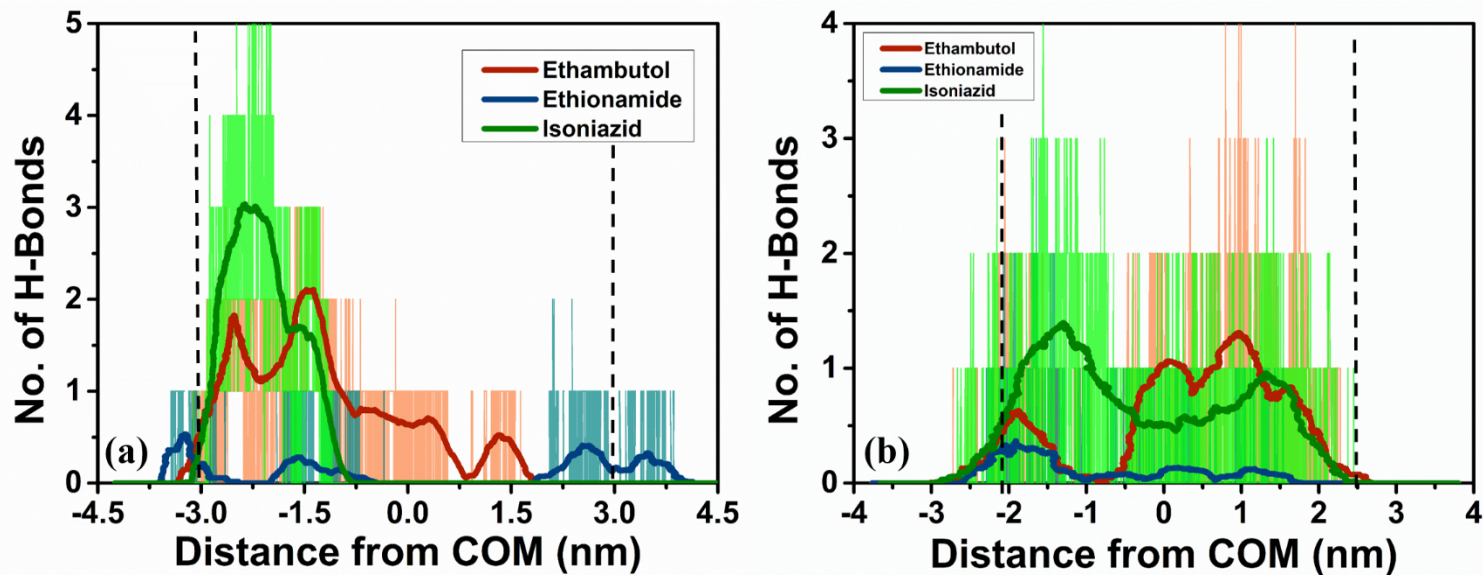 5
4
3
2
1
0
No. of H-Bonds
Ethambutol
Ethionamide
Isoniazid
(a)
-4.5 -3.0 -1.5 0.0 1.5 3.0 4.5
Distance from COM (nm)
4
3
2
1
0
No. of H-Bonds
Ethambutol
Ethionamide
Isoniazid
(b)
-4 -3 -2 -1 0 1 2 3 4
Distance from COM (nm)